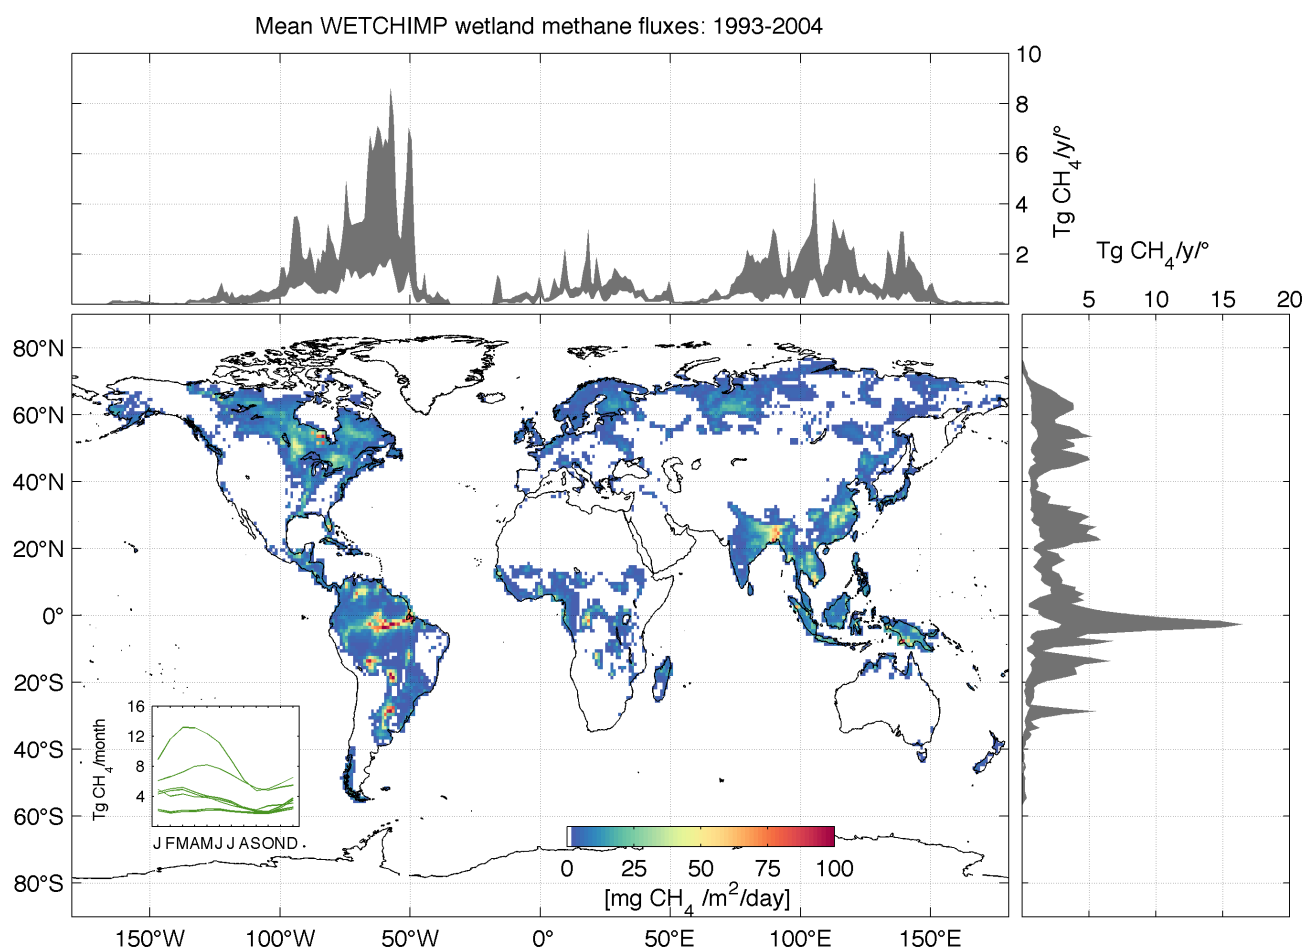 Mean WETCHIMP wetland methane fluxes: 1993-2004
10
8
6
4
2
Tg CH4/y/°
Tg CH4/y/°
5 10 15 20
80°N
60°N
40°N
20°N
0°
20°S
40°S
60°S
80°S
16
12
8
4
Tg CH4/month
J FMAMJ J ASOND
0 25 50 75 100
[mg CH4 /m2/day]
150°W 100°W 50°W 0° 50°E 100°E 150°E